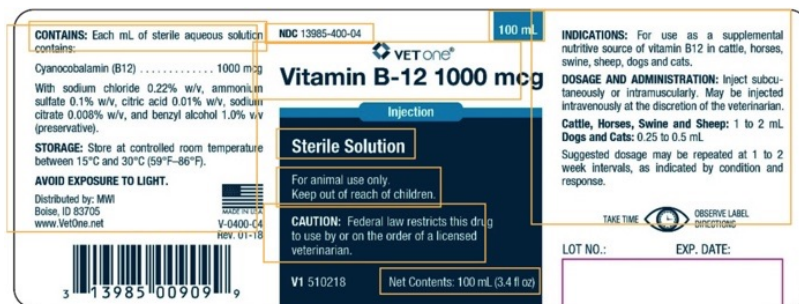 CONTAINS: Each mL of sterile aqueous solution
contains:
Cyanocobalamin (B12) . . . . . . . . . . . . 1000 mcg
With sodium chloride 0.22% w/v, ammonium
sulfate 0.1% w/v, citric acid 0.01% w/v, sodium
citrate 0.008% w/v, and benzyl alcohol 1.0% w/v
(preservative).
STORAGE: Store at controlled room temperature
between 15°C and 30°C (59°F–86°F).
AVOID EXPOSURE TO LIGHT.
Distributed by: MWI
Boise, ID 83705
www.VetOne.net
MADE IN USA
V-0400-04
Rev. 01-18
3 13985 00909 9
NDC 13985-400-04
100 mL
VET one®
Vitamin B-12 1000 mcg
Injection
Sterile Solution
For animal use only.
Keep out of reach of children.
CAUTION: Federal law restricts this drug
to use by or on the order of a licensed
veterinarian.
V1 510218
Net Contents: 100 mL (3.4 fl oz)
INDICATIONS: For use as a supplemental
nutritive source of vitamin B12 in cattle, horses,
swine, sheep, dogs and cats.
DOSAGE AND ADMINISTRATION: Inject subcu-
taneously or intramuscularly. May be injected
intravenously at the discretion of the veterinarian.
Cattle, Horses, Swine and Sheep: 1 to 2 mL
Dogs and Cats: 0.25 to 0.5 mL
Suggested dosage may be repeated at 1 to 2
week intervals, as indicated by condition and
response.
TAKE TIME
OBSERVE LABEL
DIRECTIONS
LOT NO.: EXP. DATE: